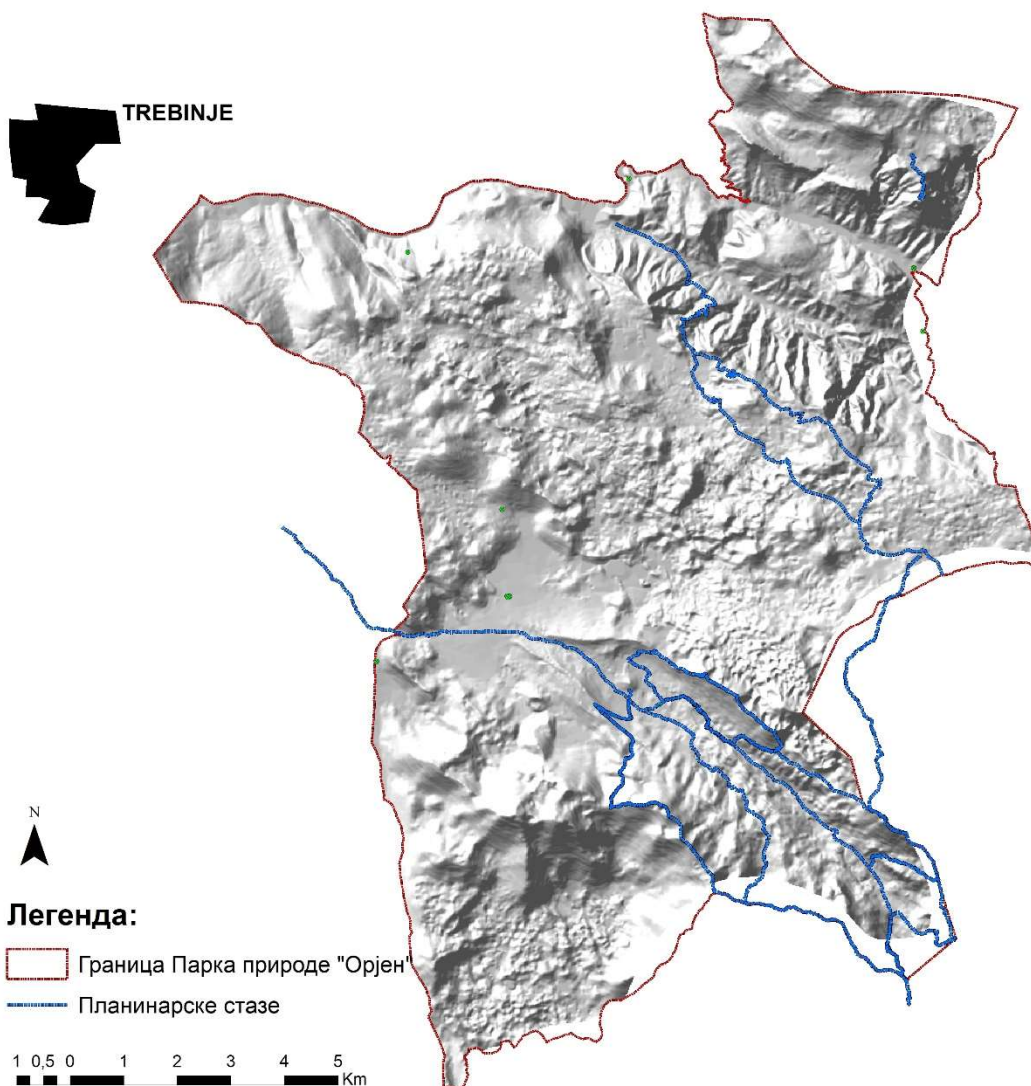 TREBINJE
N
Легенда:
Граница Парка природе "Орјен"
Планинарске стазе
1 0,5 0 1 2 3 4 5
Km